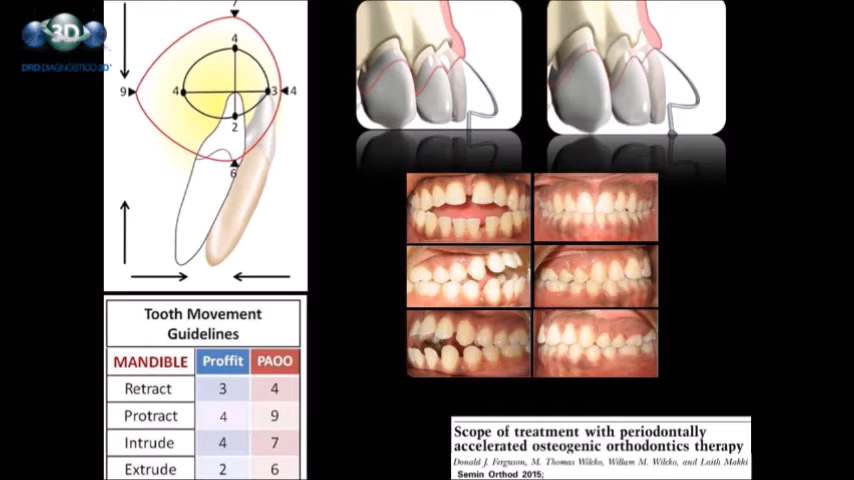 3D
DRD DIAGNÓSTICO 3D
7
4
9
4
3
4
2
6
Tooth Movement
Guidelines
MANDIBLE Proffit PAOO
Retract 3 4
Protract 4 9
Intrude 4 7
Extrude 2 6
Scope of treatment with periodontally
accelerated osteogenic orthodontics therapy
Donald J. Ferguson, M. Thomas Wilcko, William M. Wilcko, and Laith Makki
Semin Orthod 2015;